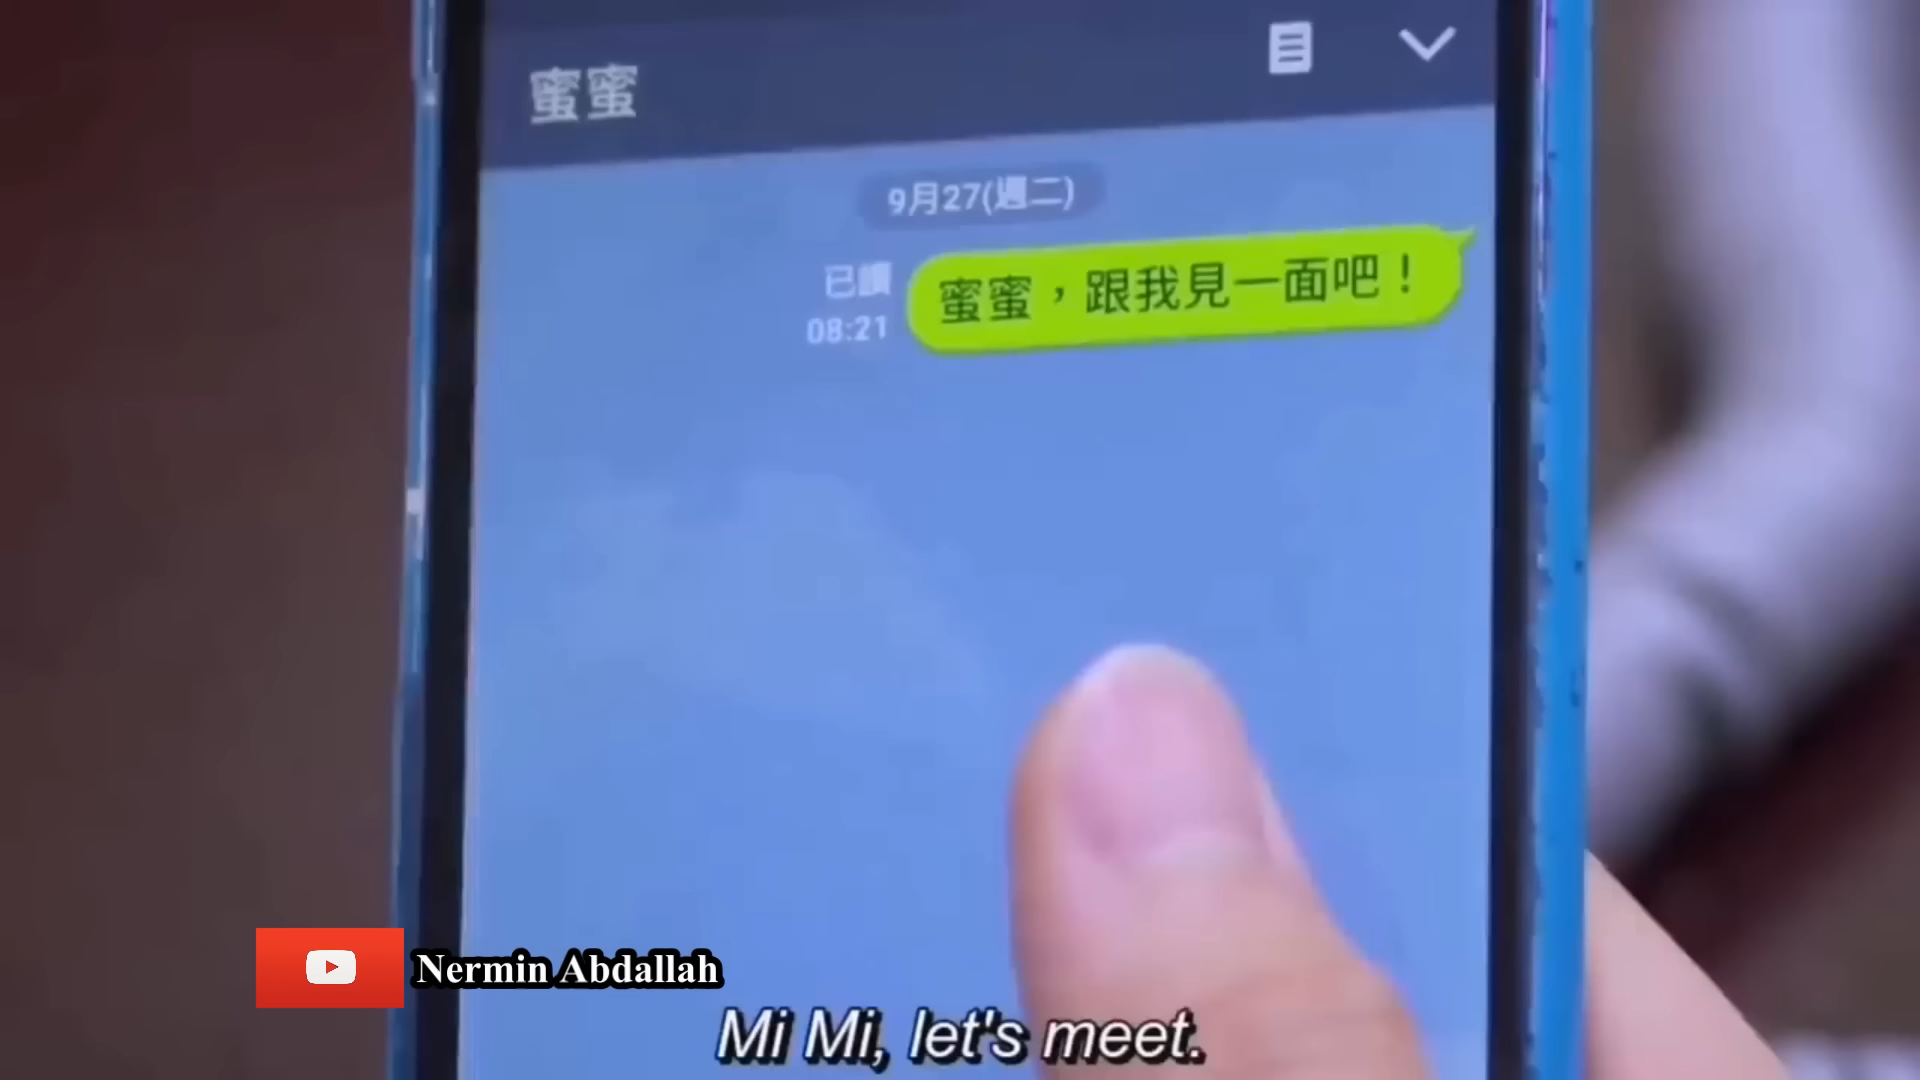 蜜蜜
9月27(週二)
已讀
08:21
蜜蜜，跟我見一面吧！
Nermin Abdallah
Mi Mi, let's meet.